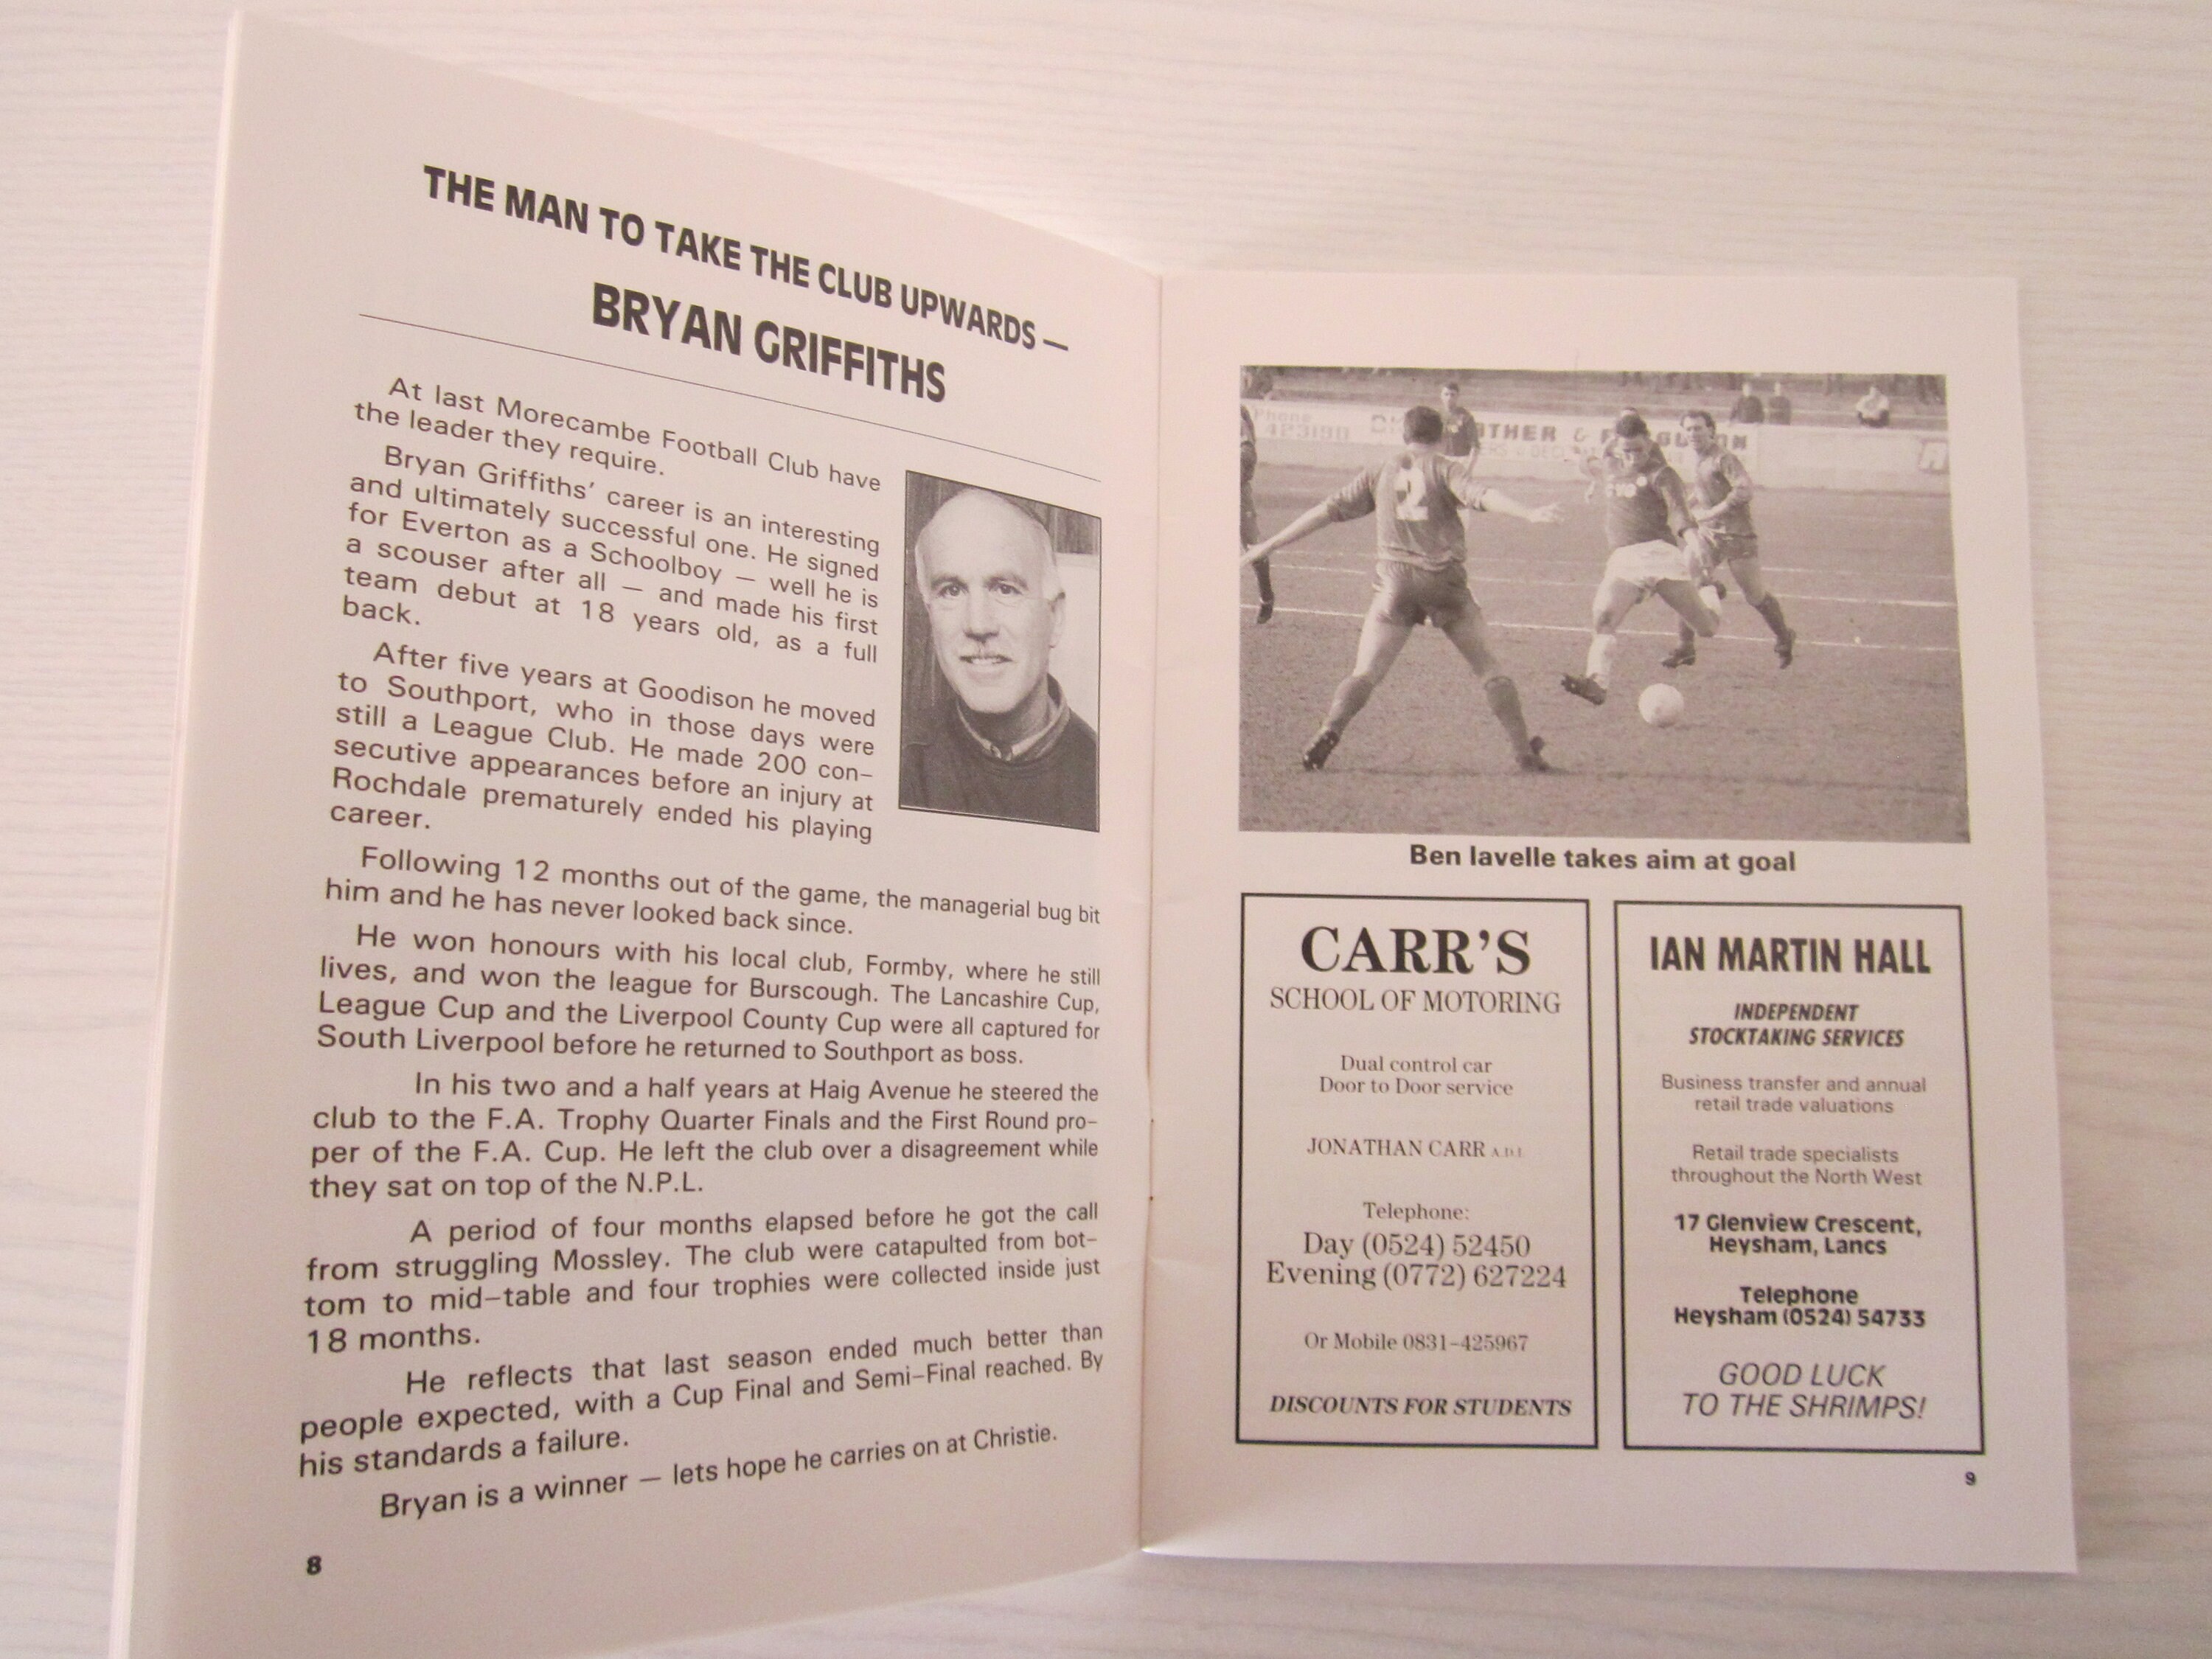 THE MAN TO TAKE THE CLUB UPWARDS —
BRYAN GRIFFITHS
At last Morecambe Football Club have
the leader they require.
Bryan Griffiths' career is an interesting
and ultimately successful one. He signed
for Everton as a Schoolboy — well he is
a scouser after all — and made his first
team debut at 18 years old, as a full
back.
After five years at Goodison he moved
to Southport, who in those days were
still a League Club. He made 200 con-
secutive appearances before an injury at
Rochdale prematurely ended his playing
career.
Following 12 months out of the game, the managerial bug bit
him and he has never looked back since.
He won honours with his local club, Formby, where he still
lives, and won the league for Burscough. The Lancashire Cup,
League Cup and the Liverpool County Cup were all captured for
South Liverpool before he returned to Southport as boss.
In his two and a half years at Haig Avenue he steered the
club to the F.A. Trophy Quarter Finals and the First Round pro-
per of the F.A. Cup. He left the club over a disagreement while
they sat on top of the N.P.L.
A period of four months elapsed before he got the call
from struggling Mossley. The club were catapulted from bot-
tom to mid-table and four trophies were collected inside just
18 months.
He reflects that last season ended much better than
people expected, with a Cup Final and Semi-Final reached. By
his standards a failure.
Bryan is a winner — lets hope he carries on at Christie.
8
Phone
423190
2
Ben lavelle takes aim at goal
CARR'S
SCHOOL OF MOTORING
Dual control car
Door to Door service
JONATHAN CARR A.D.I.
Telephone:
Day (0524) 52450
Evening (0772) 627224
Or Mobile 0831-425967
DISCOUNTS FOR STUDENTS
IAN MARTIN HALL
INDEPENDENT
STOCKTAKING SERVICES
Business transfer and annual
retail trade valuations
Retail trade specialists
throughout the North West
17 Glenview Crescent,
Heysham, Lancs
Telephone
Heysham (0524) 54733
GOOD LUCK
TO THE SHRIMPS!
9